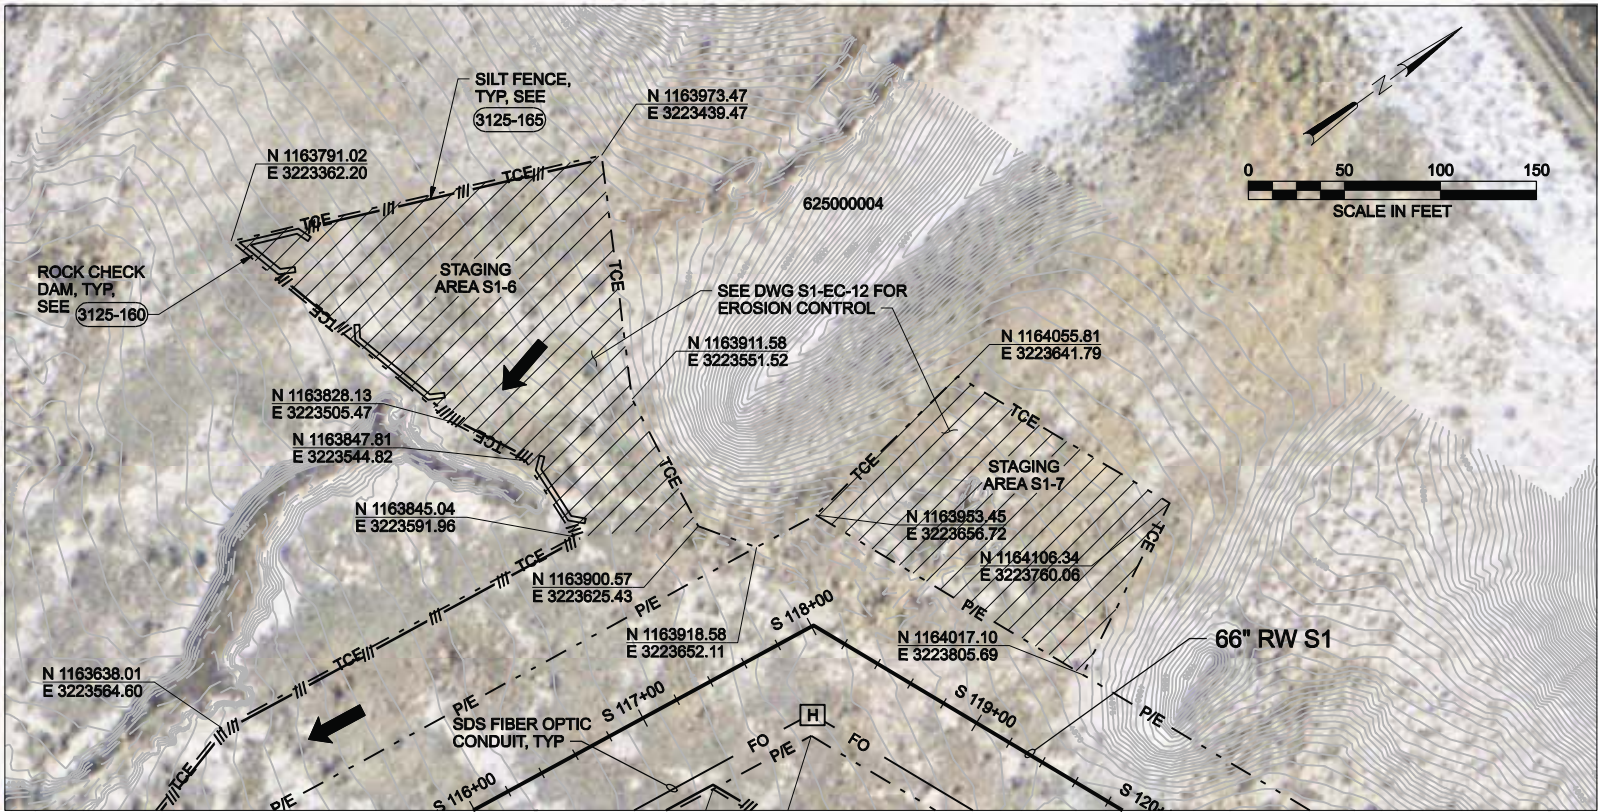 SILT FENCE,
TYP, SEE
3125-165
N 1163973.47
E 3223439.47
N 1163791.02
E 3223362.20
N
0 50 100 150
SCALE IN FEET
TCE
TCE
625000004
ROCK CHECK
DAM, TYP,
SEE 3125-160
STAGING
AREA S1-6
TCE
SEE DWG S1-EC-12 FOR
EROSION CONTROL
TCE
N 1163911.58
E 3223551.52
N 1164055.81
E 3223641.79
N 1163828.13
E 3223505.47
TCE
TCE
N 1163847.81
E 3223544.82
TCE
TCE
STAGING
AREA S1-7
N 1163845.04
E 3223591.96
N 1163953.45
E 3223656.72
TCE
TCE
N 1164106.34
E 3223760.06
N 1163900.57
E 3223625.43
P/E
P/E
S 118+00
N 1163918.58
E 3223652.11
N 1164017.10
E 3223805.69
66" RW S1
TCE
N 1163638.01
E 3223564.60
P/E
S 117+00
S 119+00
P/E
SDS FIBER OPTIC
CONDUIT, TYP
H
FO
FO
P/E
TCE
P/E
S 116+00
S 120+